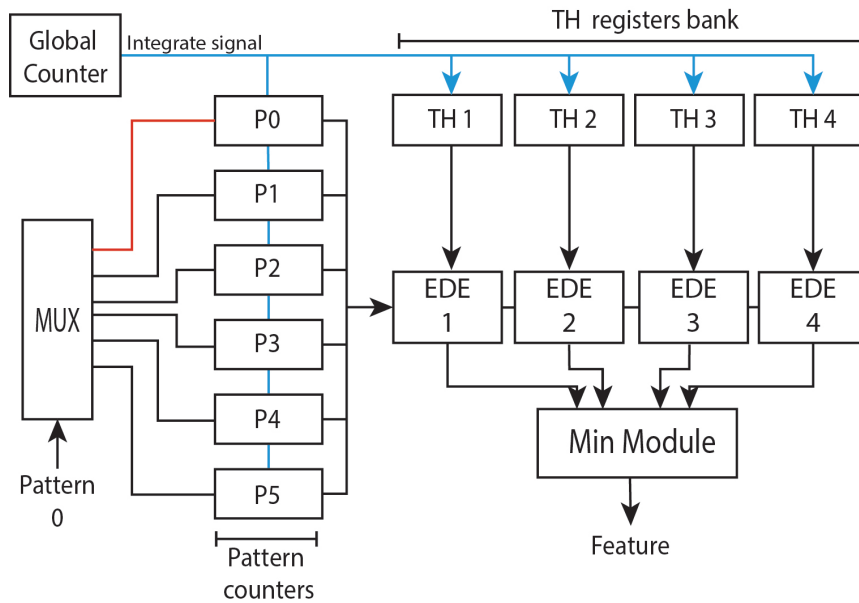 TH registers bank
Global
Counter
Integrate signal
P0
TH 1
TH 2
TH 3
TH 4
P1
P2
EDE
1
EDE
2
EDE
3
EDE
4
MUX
P3
P4
Min Module
Pattern
0
P5
Pattern
counters
Feature